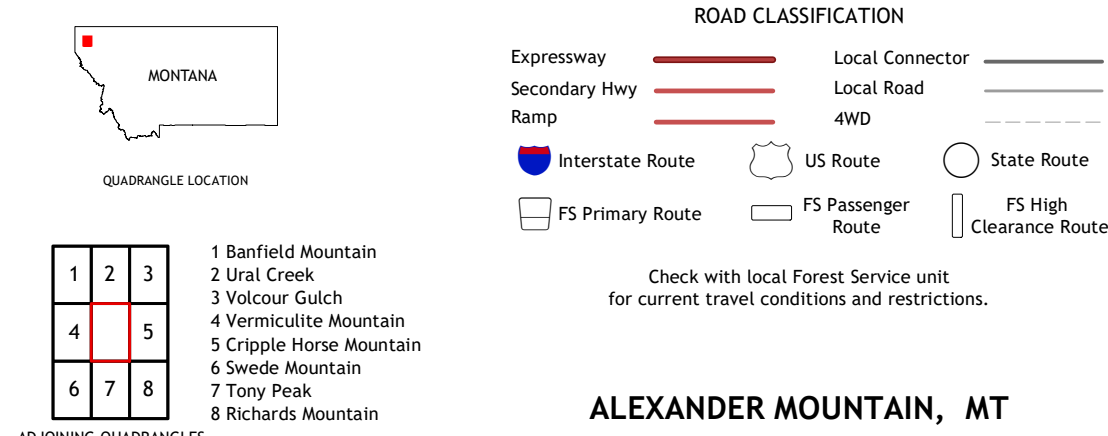 MONTANA
QUADRANGLE LOCATION
1 2 3
4 5
6 7 8
1 Banfield Mountain
2 Ural Creek
3 Volcour Gulch
4 Vermiculite Mountain
5 Cripple Horse Mountain
6 Swede Mountain
7 Tony Peak
8 Richards Mountain
ADJOINING QUADRANGLES
ROAD CLASSIFICATION
Expressway
Secondary Hwy
Ramp
Local Connector
Local Road
4WD
Interstate Route
US Route
State Route
FS Primary Route
FS Passenger
Route
FS High
Clearance Route
Check with local Forest Service unit
for current travel conditions and restrictions.
ALEXANDER MOUNTAIN, MT